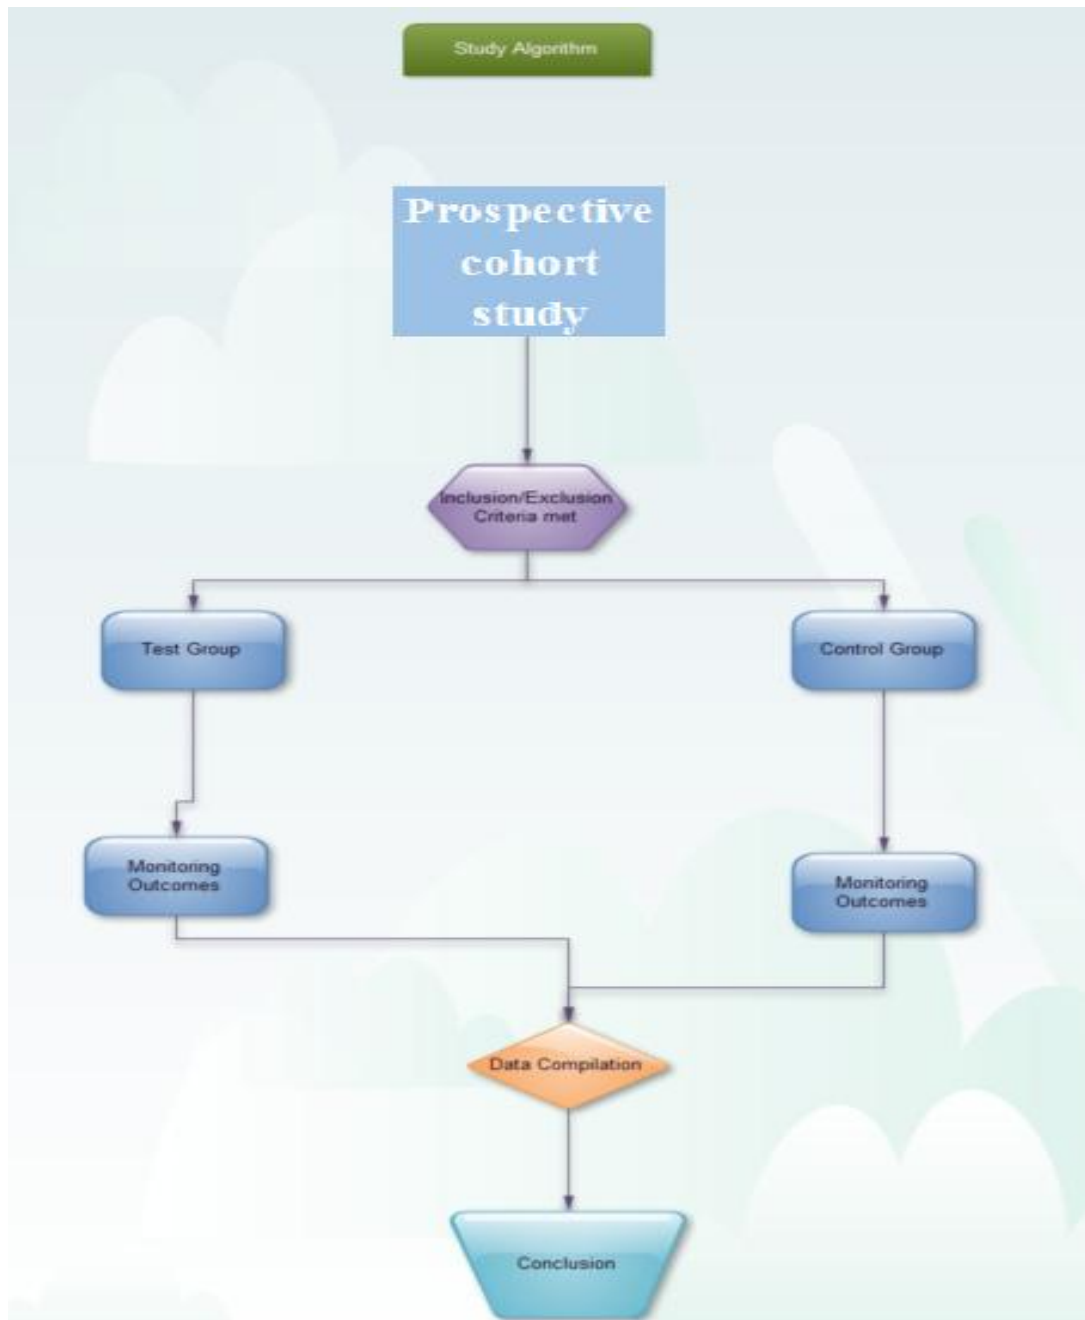 Study Algorithm
Prospective
cohort
study
Inclusion/Exclusion
Criteria met
Test Group
Control Group
Monitoring
Outcomes
Monitoring
Outcomes
Data Compilation
Conclusion